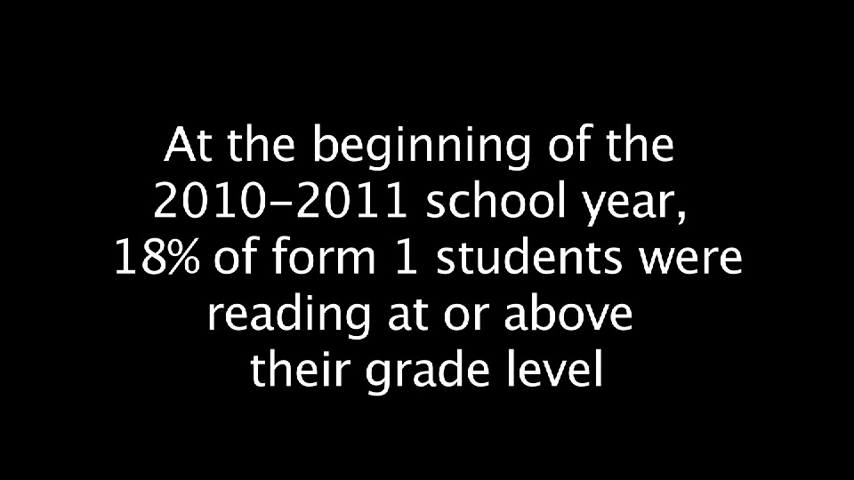 At the beginning of the
2010-2011 school year,
18% of form 1 students were
reading at or above
their grade level